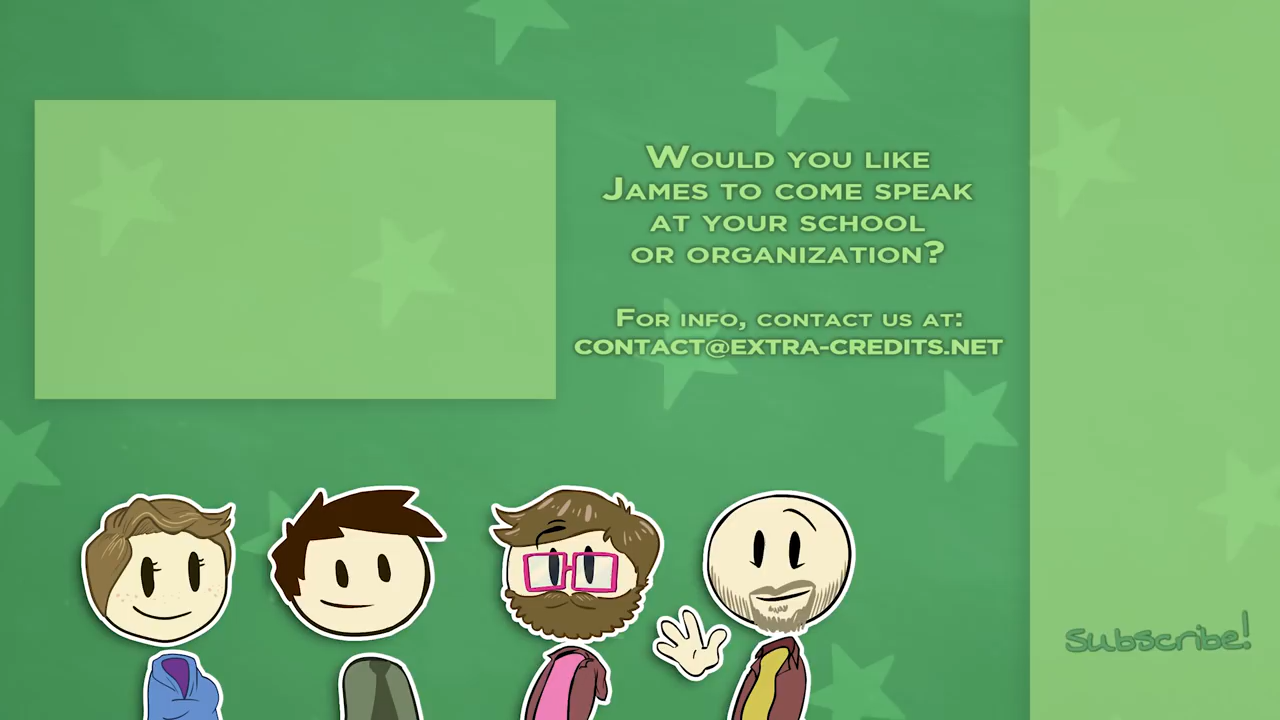 Would you like
James to come speak
at your school
or organization?
For info, contact us at:
contact@extra-credits.net
Subscribe!